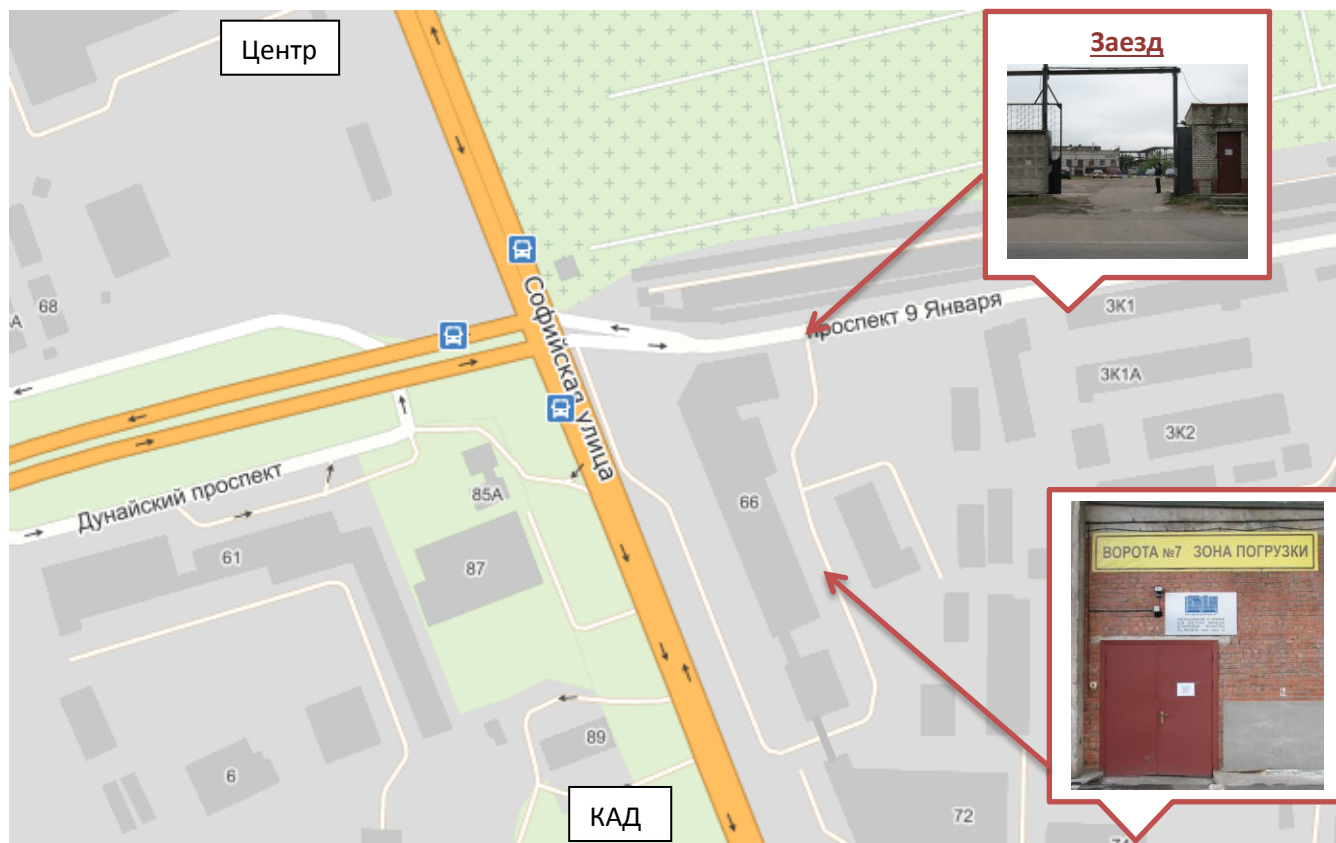 Центр
Заезд
68
Софийская улица
проспект 9 Января
3К1
3К1А
3К2
Дунайский проспект
85А
66
61
87
ВОРОТА №7 ЗОНА ПОГРУЗКИ
89
6
КАД
72